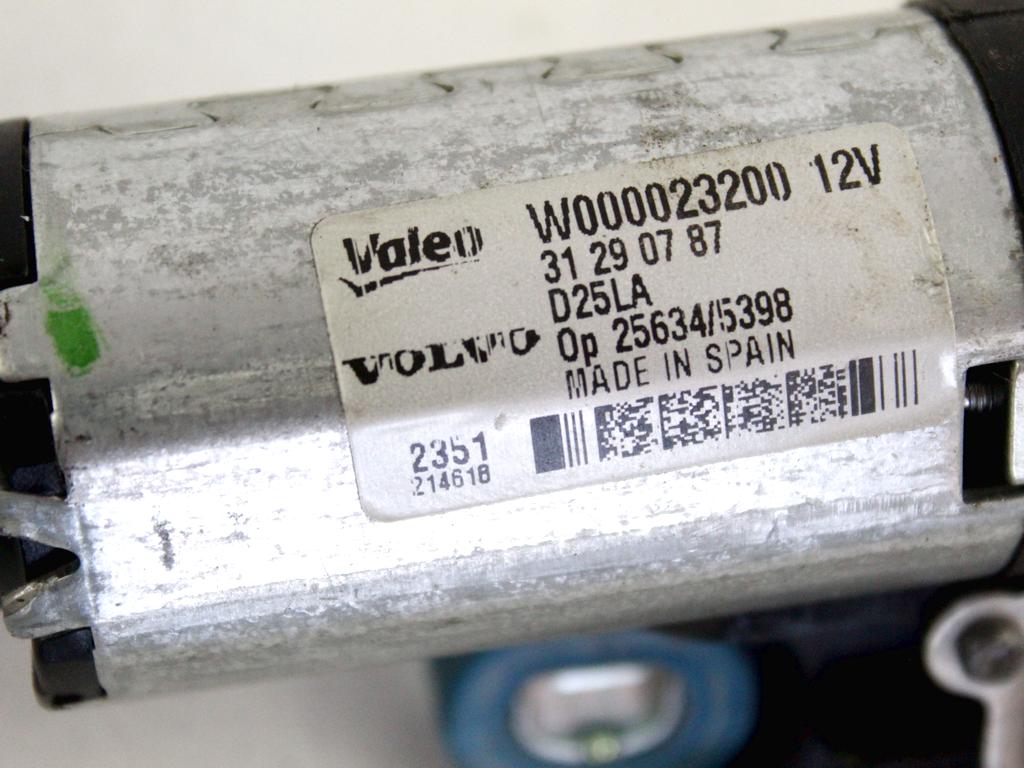 Valeo
W000023200 12V
31 29 07 87
D25LA
VOLVO
Op 25634/5398
MADE IN SPAIN
2351
214618